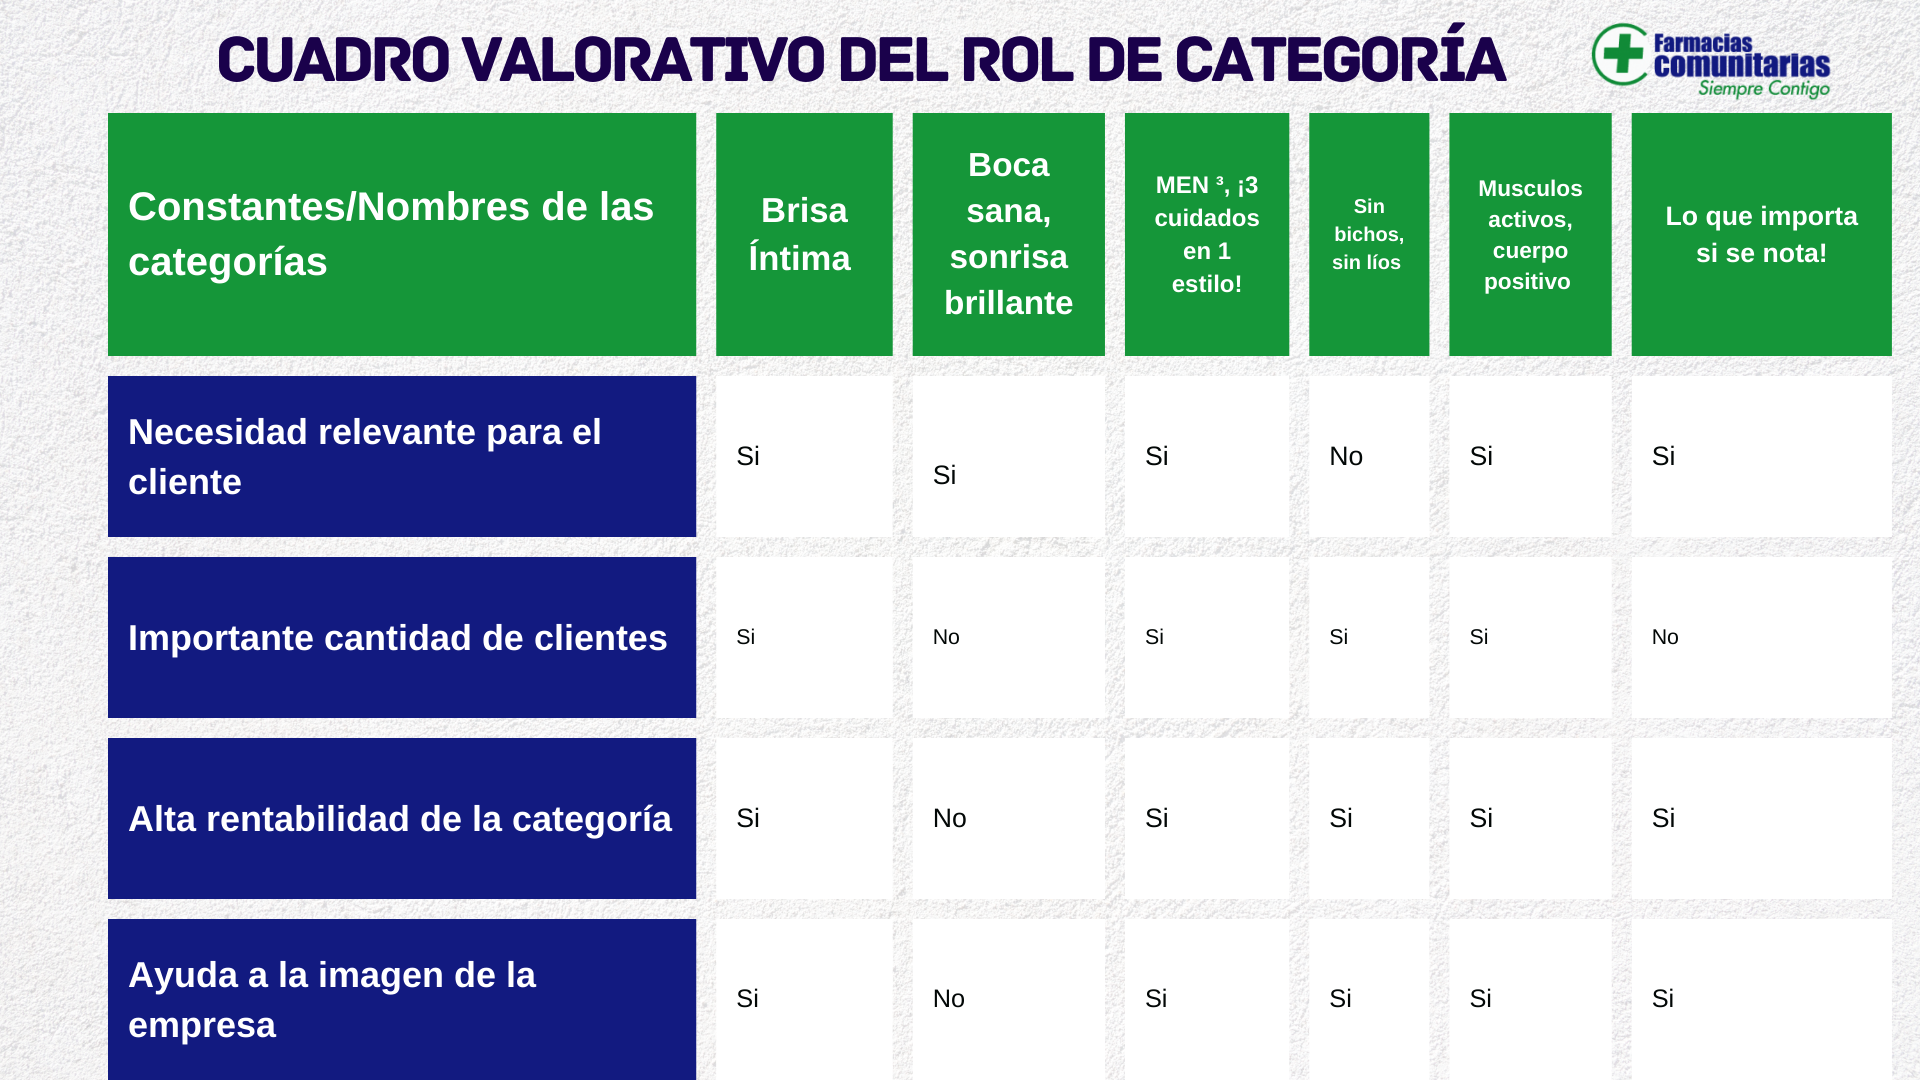 CUADRO VALORATIVO DEL ROL DE CATEGORÍA
Farmacias
comunitarias
Siempre Contigo
Constantes/Nombres de las
categorías
Brisa
Íntima
Boca
sana,
sonrisa
brillante
MEN ³, ¡3
cuidados
en 1
estilo!
Sin
bichos,
sin líos
Musculos
activos,
cuerpo
positivo
Lo que importa
si se nota!
Necesidad relevante para el
cliente
Si
Si
Si
No
Si
Si
Importante cantidad de clientes
Si
No
Si
Si
Si
No
Alta rentabilidad de la categoría
Si
No
Si
Si
Si
Si
Ayuda a la imagen de la
empresa
Si
No
Si
Si
Si
Si